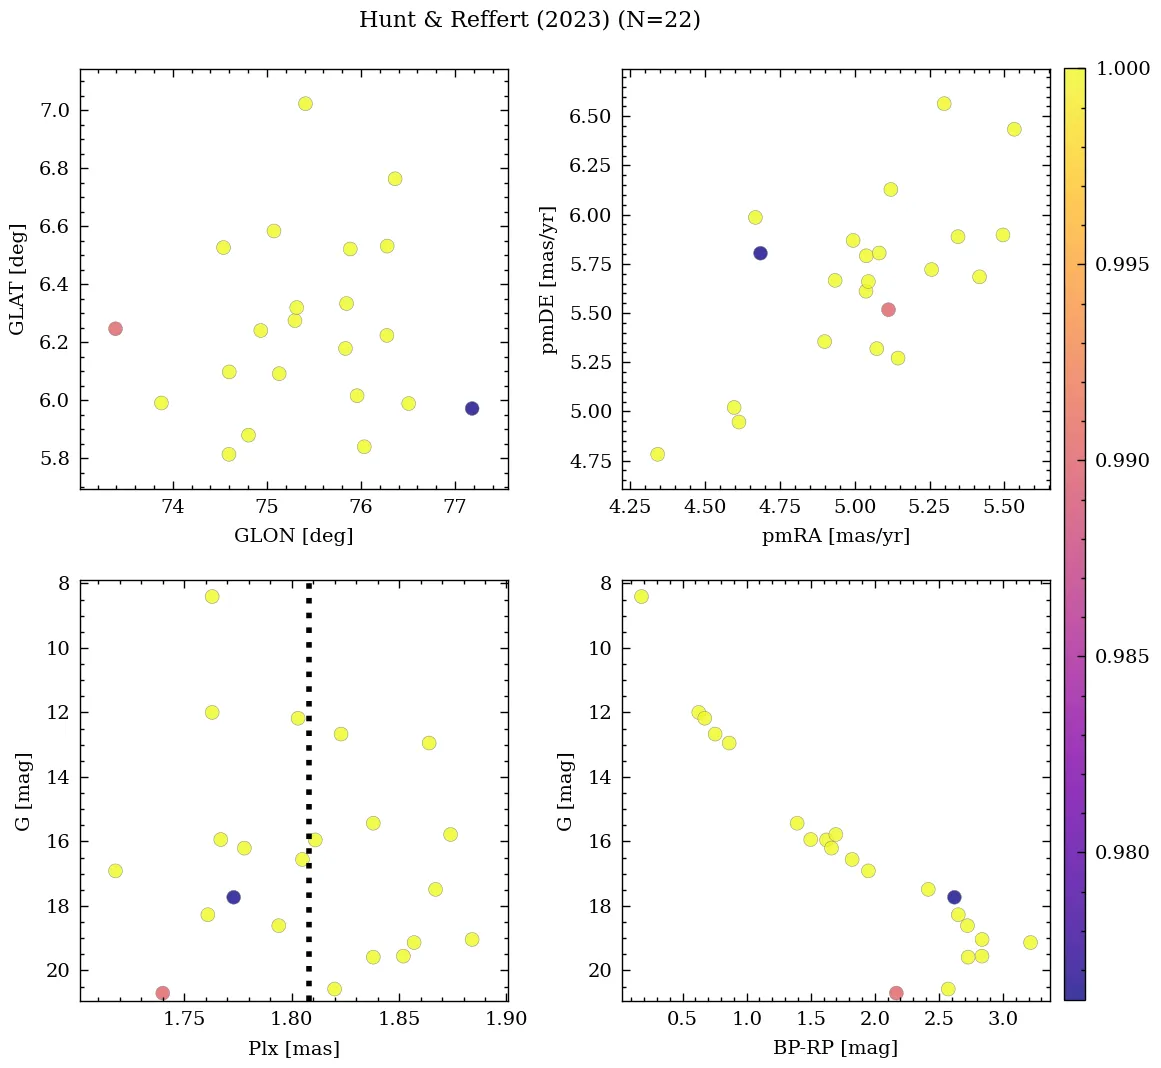 Hunt & Reffert (2023) (N=22)
7.0
6.8
6.6
6.4
6.2
6.0
5.8
GLAT [deg]
74 75 76 77
GLON [deg]
6.50
6.25
6.00
5.75
5.50
5.25
5.00
4.75
pmDE [mas/yr]
4.25 4.50 4.75 5.00 5.25 5.50
pmRA [mas/yr]
8
10
12
14
16
18
20
G [mag]
1.75 1.80 1.85 1.90
Plx [mas]
8
10
12
14
16
18
20
G [mag]
0.5 1.0 1.5 2.0 2.5 3.0
BP-RP [mag]
1.000
0.995
0.990
0.985
0.980